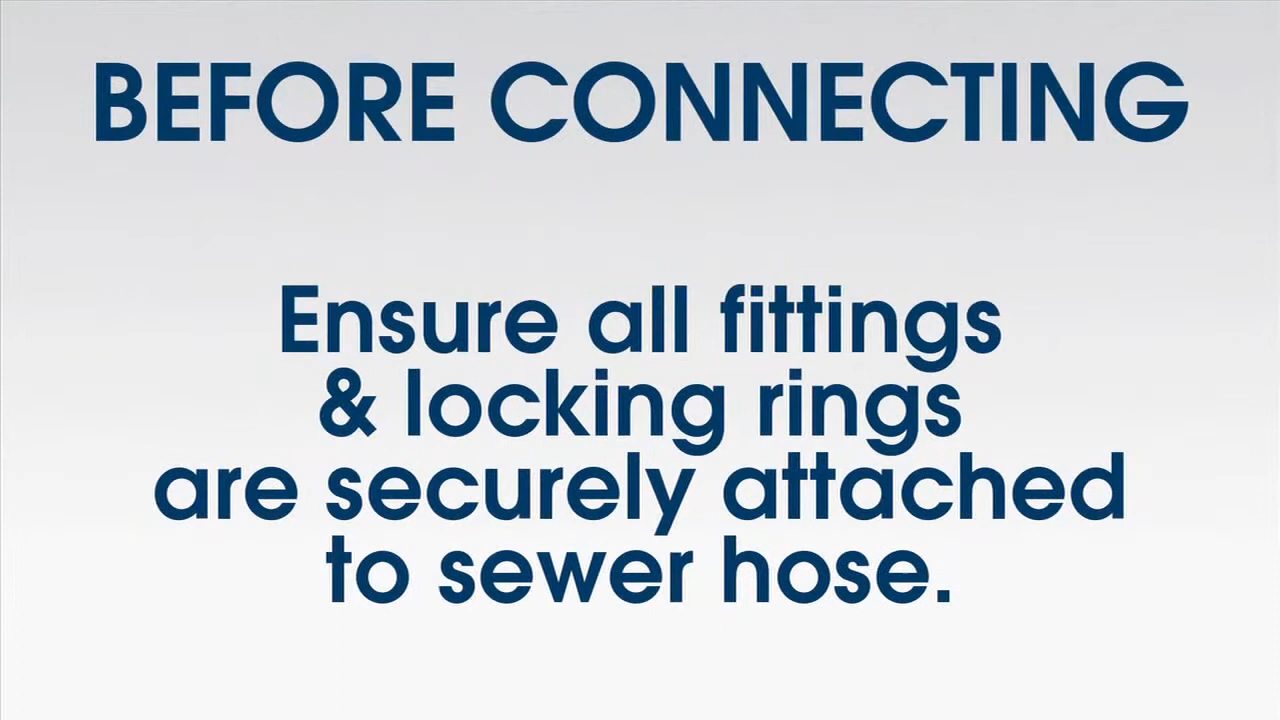 BEFORE CONNECTING
Ensure all fittings
& locking rings
are securely attached
to sewer hose.